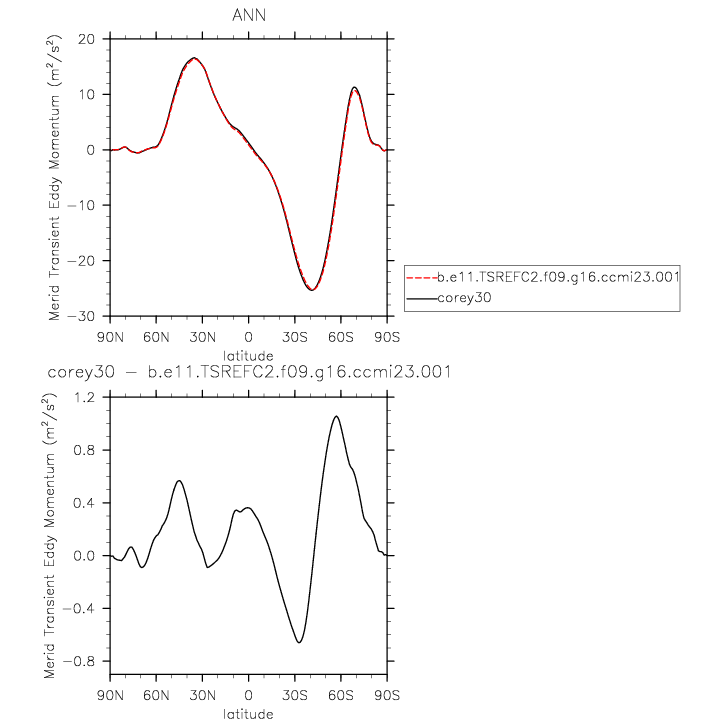 ANN
Merid Transient Eddy Momentum (m²/s²)
20
10
0
−10
−20
−30
90N 60N 30N 0 30S 60S 90S
latitude
b.e11.TSREFC2.f09.g16.ccmi23.001
corey30
corey30 − b.e11.TSREFC2.f09.g16.ccmi23.001
Merid Transient Eddy Momentum (m²/s²)
1.2
0.8
0.4
0.0
−0.4
−0.8
90N 60N 30N 0 30S 60S 90S
latitude